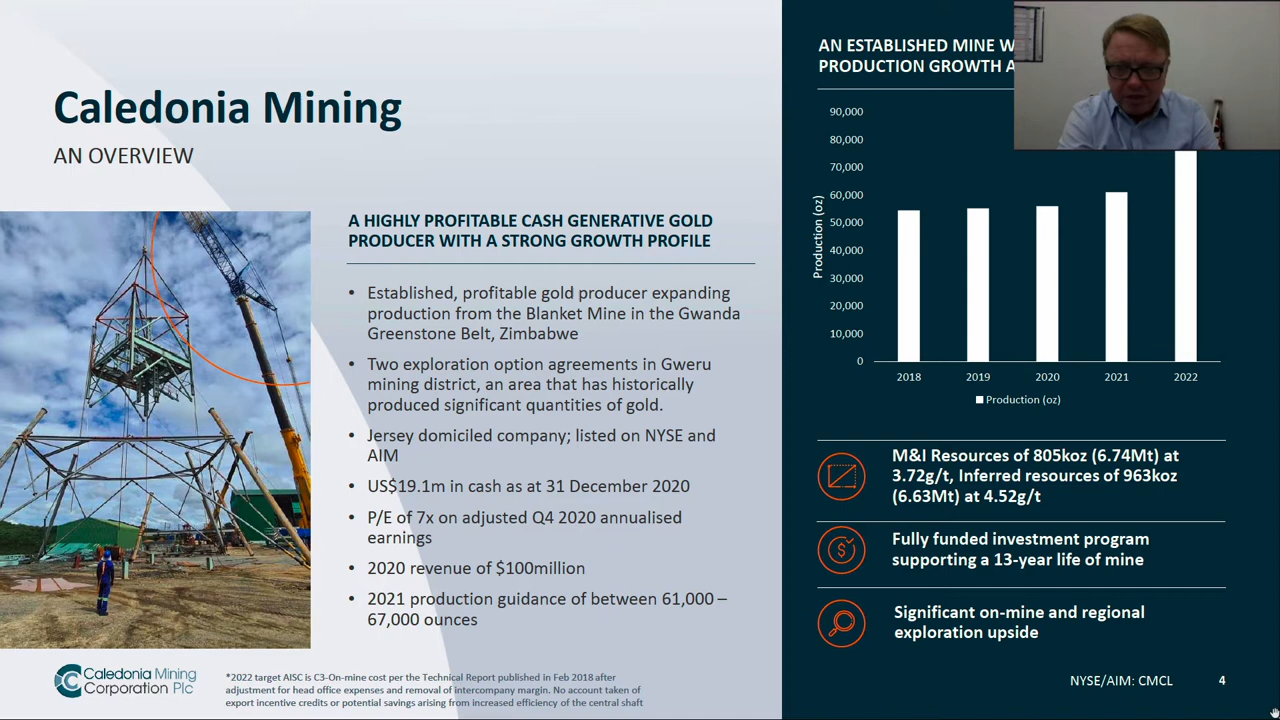 Caledonia Mining
AN OVERVIEW
A HIGHLY PROFITABLE CASH GENERATIVE GOLD
PRODUCER WITH A STRONG GROWTH PROFILE
• Established, profitable gold producer expanding
production from the Blanket Mine in the Gwanda
Greenstone Belt, Zimbabwe
• Two exploration option agreements in Gweru
mining district, an area that has historically
produced significant quantities of gold.
• Jersey domiciled company; listed on NYSE and
AIM
• US$19.1m in cash as at 31 December 2020
• P/E of 7x on adjusted Q4 2020 annualised
earnings
• 2020 revenue of $100million
• 2021 production guidance of between 61,000 –
67,000 ounces
Caledonia Mining
Corporation Plc
*2022 target AISC is C3-On-mine cost per the Technical Report published in Feb 2018 after
adjustment for head office expenses and removal of intercompany margin. No account taken of
export incentive credits or potential savings arising from increased efficiency of the central shaft
AN ESTABLISHED MINE
PRODUCTION GROWTH
Production (oz)
90,000
80,000
70,000
60,000
50,000
40,000
30,000
20,000
10,000
0
2018 2019 2020 2021 2022
Production (oz)
M&I Resources of 805koz (6.74Mt) at
3.72g/t, Inferred resources of 963koz
(6.63Mt) at 4.52g/t
Fully funded investment program
supporting a 13-year life of mine
Significant on-mine and regional
exploration upside
NYSE/AIM: CMCL 4